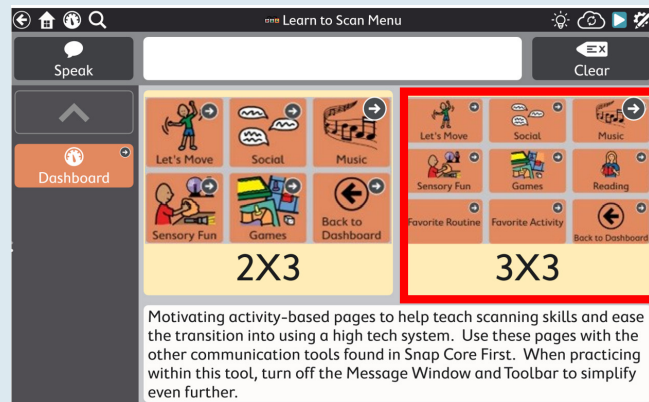 Learn to Scan Menu
Speak
Clear
Dashboard
Let's Move Social Music
Sensory Fun Games Back to Dashboard
2X3
Let's Move Social Music
Sensory Fun Games Reading
Favorite Routine Favorite Activity Back to Dashboard
3X3
Motivating activity-based pages to help teach scanning skills and ease
the transition into using a high tech system. Use these pages with the
other communication tools found in Snap Core First. When practicing
within this tool, turn off the Message Window and Toolbar to simplify
even further.